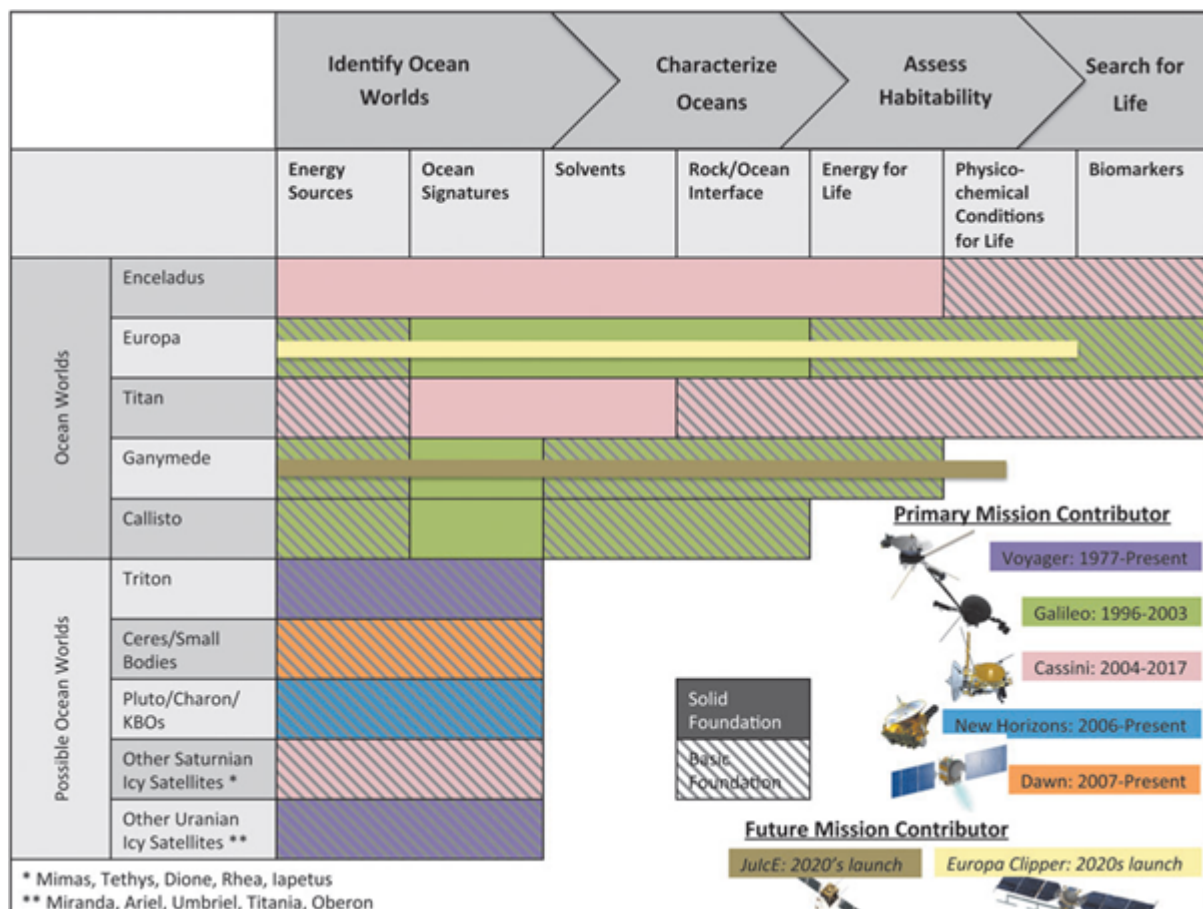 Identify Ocean
Worlds
Characterize
Oceans
Assess
Habitability
Search for
Life
Energy
Sources
Ocean
Signatures
Solvents
Rock/Ocean
Interface
Energy for
Life
Physico-
chemical
Conditions
for Life
Biomarkers
Ocean Worlds
Enceladus
Europa
Titan
Ganymede
Callisto
Possible Ocean Worlds
Triton
Ceres/Small
Bodies
Pluto/Charon/
KBOs
Other Saturnian
Icy Satellites *
Other Uranian
Icy Satellites **
Solid
Foundation
Basic
Foundation
Primary Mission Contributor
Voyager: 1977-Present
Galileo: 1996-2003
Cassini: 2004-2017
New Horizons: 2006-Present
Dawn: 2007-Present
Future Mission Contributor
JuIcE: 2020's launch
Europa Clipper: 2020s launch
* Mimas, Tethys, Dione, Rhea, Iapetus
** Miranda, Ariel, Umbriel, Titania, Oberon